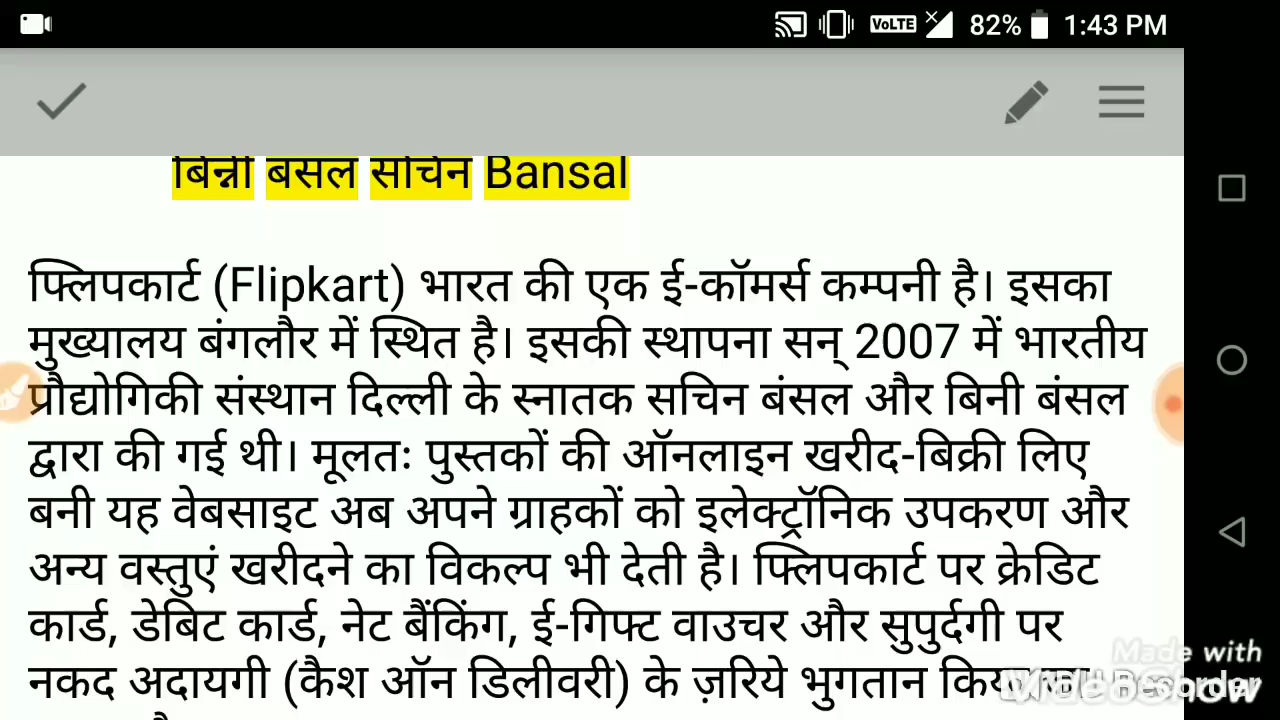 VoLTE 82% 1:43 PM
बिन्नी बंसल सचिन Bansal
फ्लिपकार्ट (Flipkart) भारत की एक ई-कॉमर्स कम्पनी है। इसका
मुख्यालय बंगलौर में स्थित है। इसकी स्थापना सन् 2007 में भारतीय
प्रौद्योगिकी संस्थान दिल्ली के स्नातक सचिन बंसल और बिनी बंसल
द्वारा की गई थी। मूलतः पुस्तकों की ऑनलाइन खरीद-बिक्री लिए
बनी यह वेबसाइट अब अपने ग्राहकों को इलेक्ट्रॉनिक उपकरण और
अन्य वस्तुएं खरीदने का विकल्प भी देती है। फ्लिपकार्ट पर क्रेडिट
कार्ड, डेबिट कार्ड, नेट बैंकिंग, ई-गिफ्ट वाउचर और सुपुर्दगी पर
नकद अदायगी (कैश ऑन डिलीवरी) के ज़रिये भुगतान
Made with
VideoShow